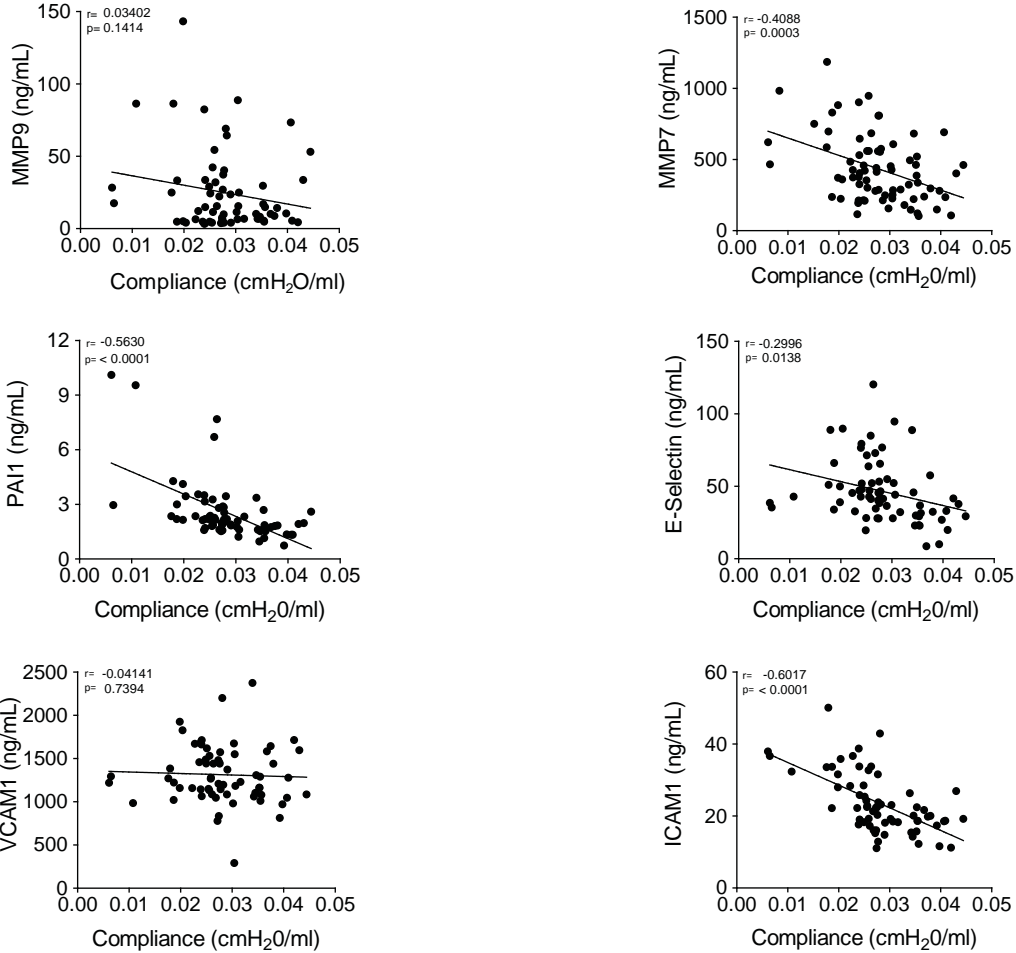 150
100
50
0
r= 0.03402
p= 0.1414
MMP9 (ng/mL)
0.00 0.01 0.02 0.03 0.04 0.05
Compliance (cmH2O/ml)
1500
1000
500
0
r= -0.4088
p= 0.0003
MMP7 (ng/mL)
0.00 0.01 0.02 0.03 0.04 0.05
Compliance (cmH20/ml)
12
9
6
3
0
r= -0.5630
p= < 0.0001
PAI1 (ng/mL)
0.00 0.01 0.02 0.03 0.04 0.05
Compliance (cmH20/ml)
150
100
50
0
r= -0.2996
p= 0.0138
E-Selectin (ng/mL)
0.00 0.01 0.02 0.03 0.04 0.05
Compliance (cmH20/ml)
2500
2000
1500
1000
500
0
r= -0.04141
p= 0.7394
VCAM1 (ng/mL)
0.00 0.01 0.02 0.03 0.04 0.05
Compliance (cmH20/ml)
60
40
20
0
r= -0.6017
p= < 0.0001
ICAM1 (ng/mL)
0.00 0.01 0.02 0.03 0.04 0.05
Compliance (cmH20/ml)